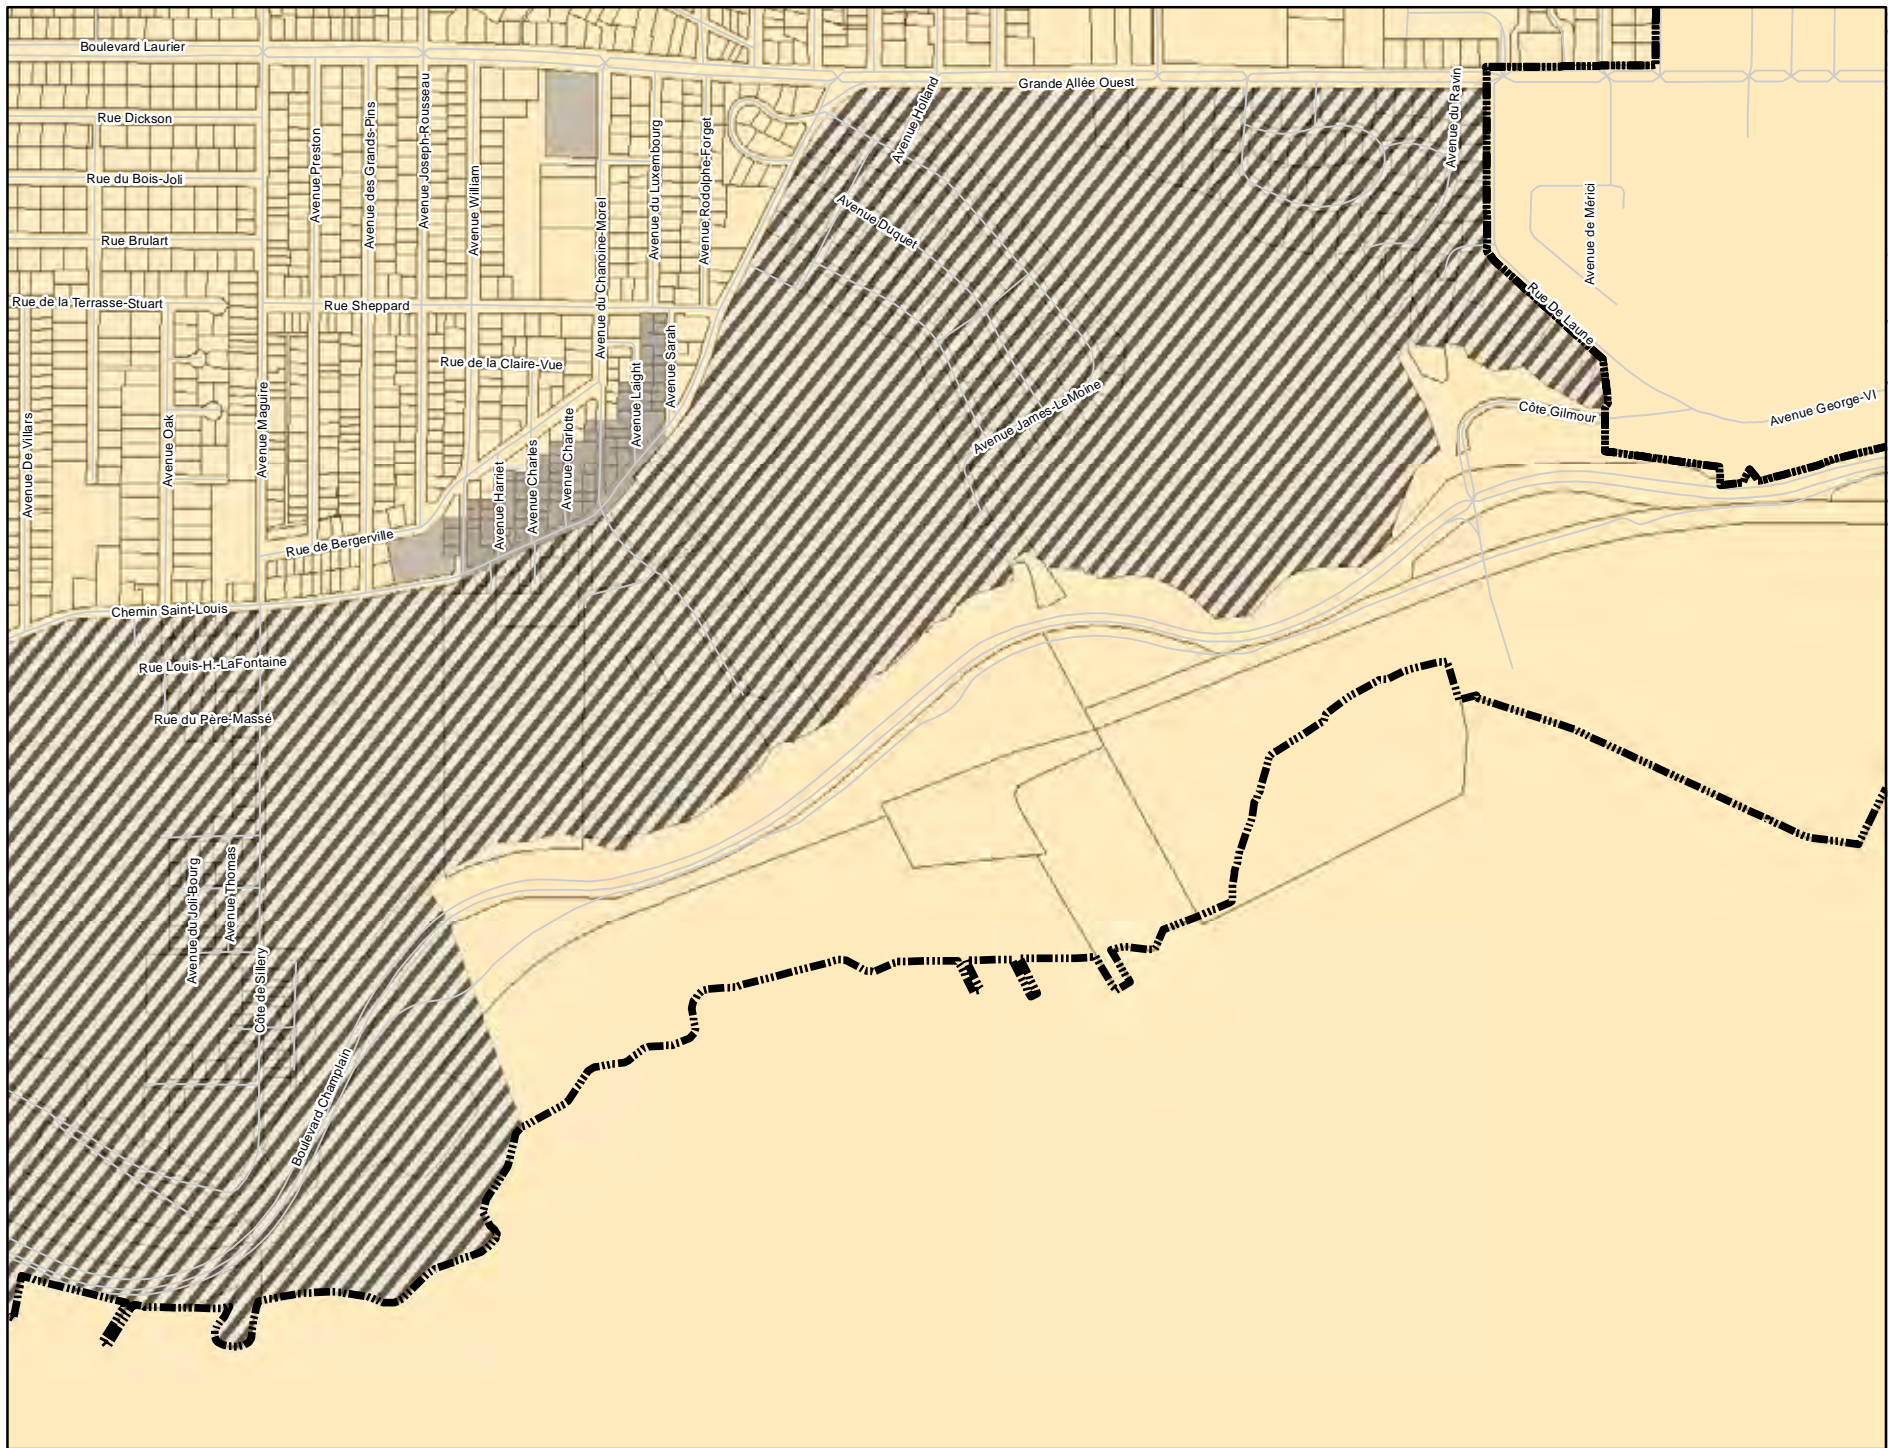 Boulevard Laurier
Grande Allée Ouest
Rue Dickson
Rue du Bois-Joli
Rue Brulart
Rue de la Terrasse-Stuart
Rue Sheppard
Avenue Preston
Avenue des Grands-Pins
Avenue Joseph-Rousseau
Avenue William
Avenue du Chanoine-Morel
Avenue du Luxembourg
Avenue Rodolphe-Forget
Avenue Holland
Avenue Duquet
Avenue du Ravin
Avenue de Mérici
Rue De Laune
Avenue George-VI
Côte Gilmour
Avenue James-LeMoine
Rue de la Claire-Vue
Avenue Sarah
Avenue Laight
Avenue Charlotte
Avenue Charles
Avenue Harriet
Avenue De Villars
Avenue Oak
Avenue Maguire
Rue de Bergerville
Chemin Saint-Louis
Rue Louis-H.-LaFontaine
Rue du Père-Massé
Avenue du Joli-Bourg
Avenue Thomas
Côte de Sillery
Boulevard Champlain